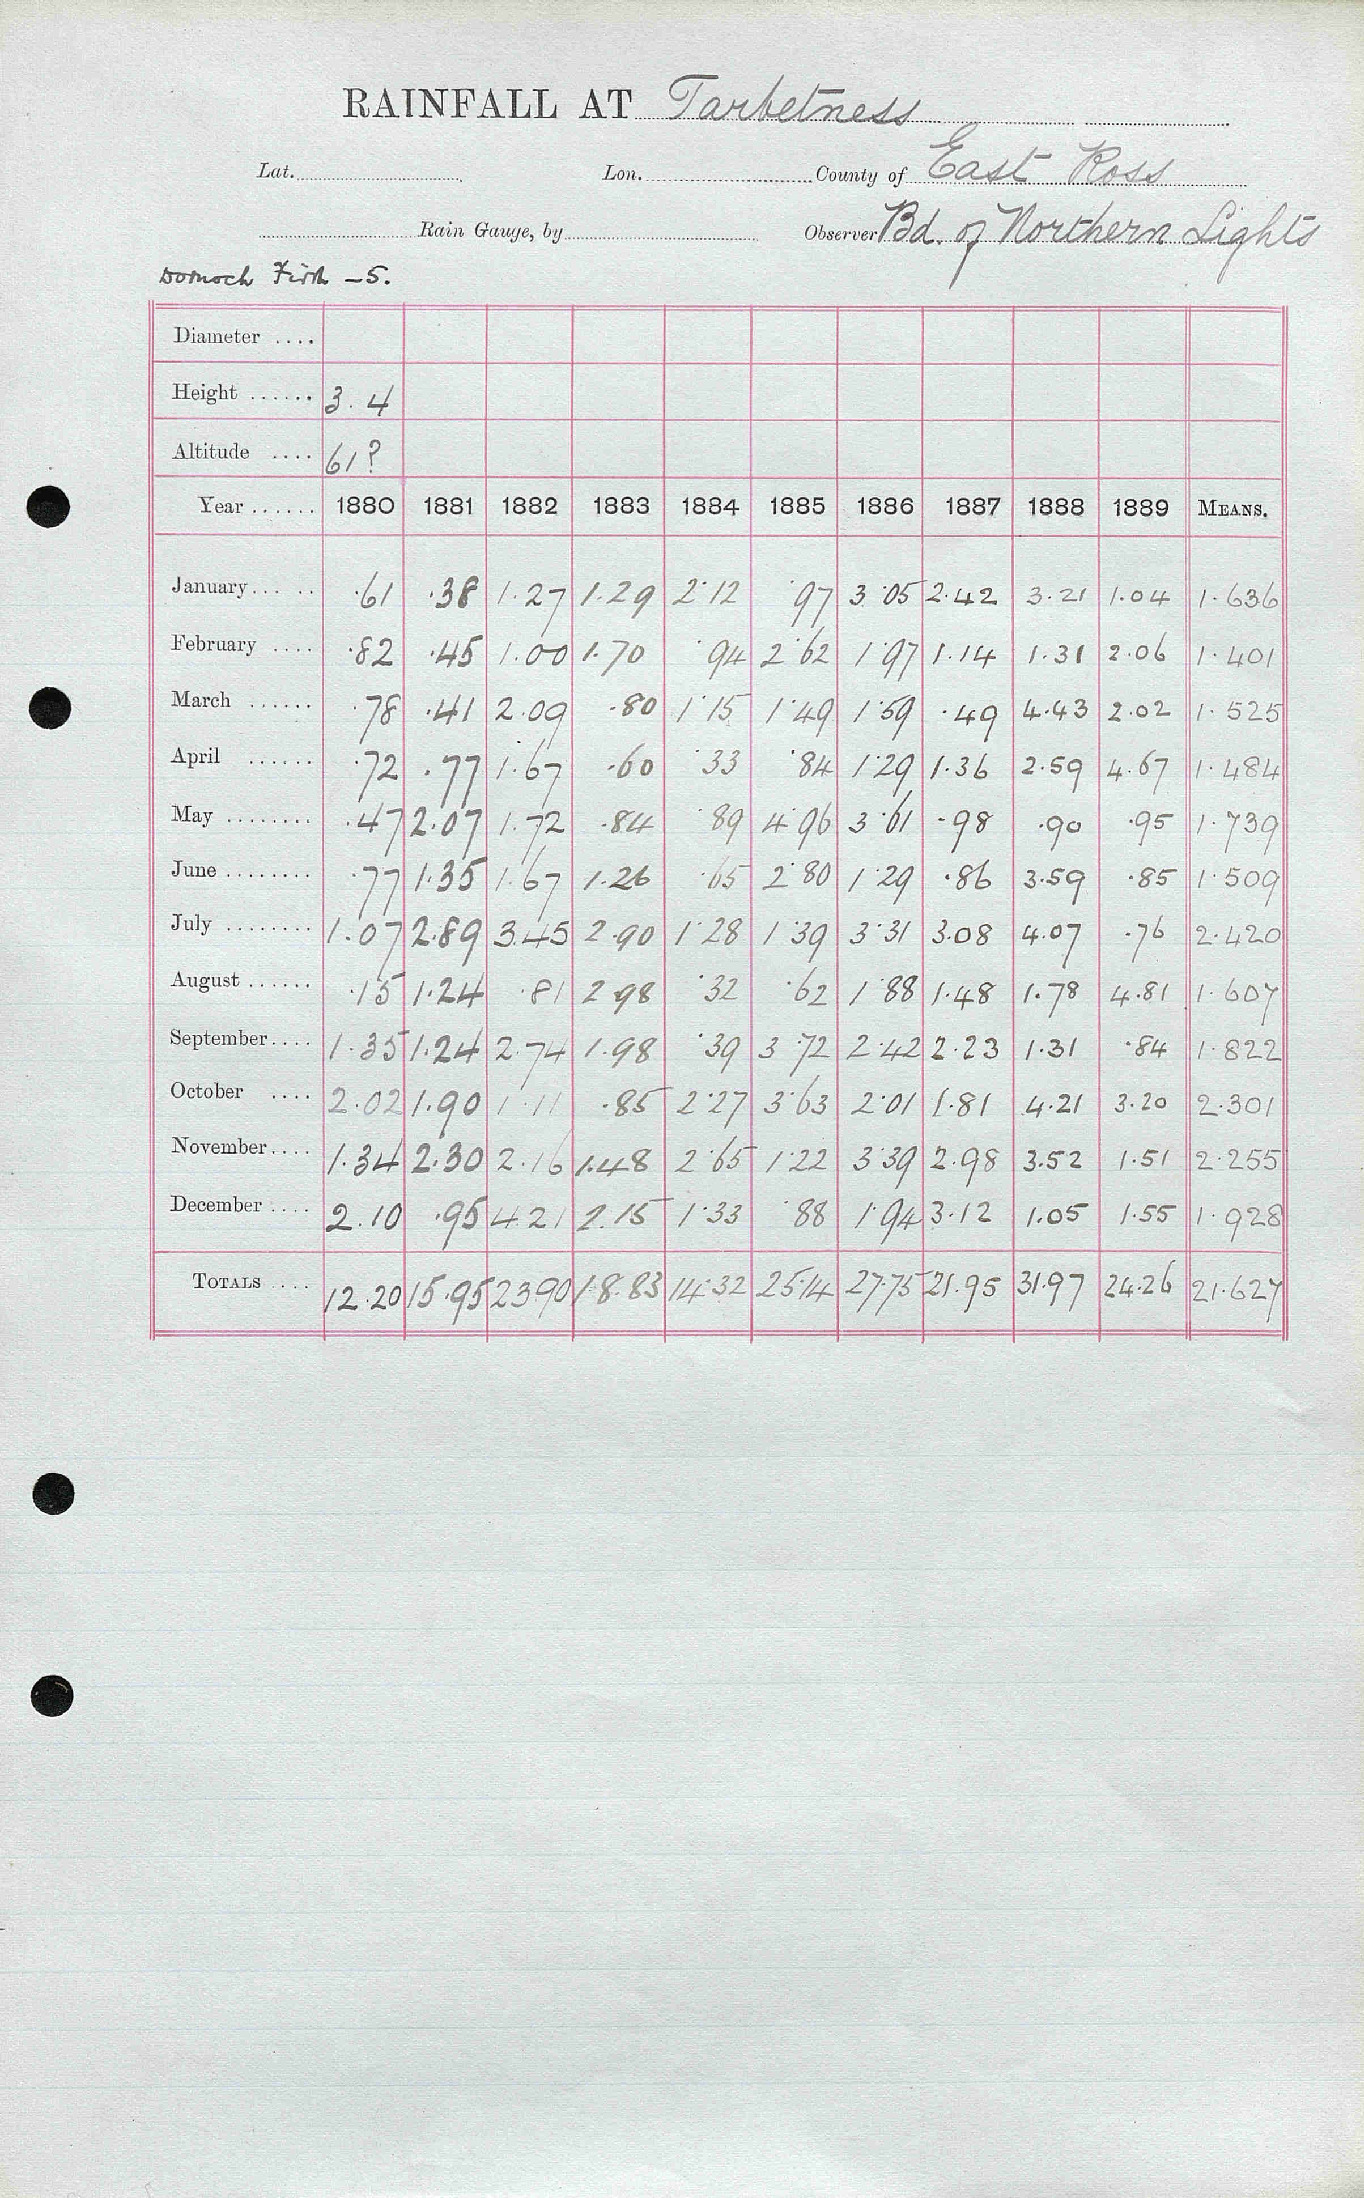 RAINFALL AT Tarbetness
Lat. Lon. County of East Ross
Rain Gauge, by Observer Bd. of Northern Lights
Dornoch Firth – 5.
Diameter ....
Height ...... 3. 4
Altitude .... 61?
Year ...... 1880 1881 1882 1883 1884 1885 1886 1887 1888 1889 MEANS.
January ... .. .61 .38 1.27 1.29 2.12 .97 3.05 2.42 3.21 1.04 1.636
February .... .82 .45 1.00 1.70 .94 2.62 1.97 1.14 1.31 2.06 1.401
March ...... .78 .41 2.09 .80 1.15 1.49 1.59 .49 4.43 2.02 1.525
April ...... .72 .77 1.67 .60 .33 .84 1.29 1.36 2.59 4.67 1.484
May ........ .47 2.07 1.72 .84 .89 4.96 3.61 .98 .90 .95 1.739
June ........ .77 1.35 1.67 1.26 .65 2.80 1.29 .86 3.59 .85 1.509
July ........ 1.07 2.89 3.45 2.90 1.28 1.39 3.31 3.08 4.07 .76 2.420
August ...... .15 1.24 .81 2.98 .32 .62 1.88 1.48 1.78 4.81 1.607
September .... 1.35 1.24 2.74 1.98 .39 3.72 2.42 2.23 1.31 .84 1.822
October .... 2.02 1.90 1.11 .85 2.27 3.63 2.01 1.81 4.21 3.20 2.301
November .... 1.34 2.30 2.16 1.48 2.65 1.22 3.39 2.98 3.52 1.51 2.255
December .... 2.10 .95 4.21 2.15 1.33 .88 1.94 3.12 1.05 1.55 1.928
TOTALS .... 12.20 15.95 23.90 18.83 14.32 25.14 27.75 21.95 31.97 24.26 21.627